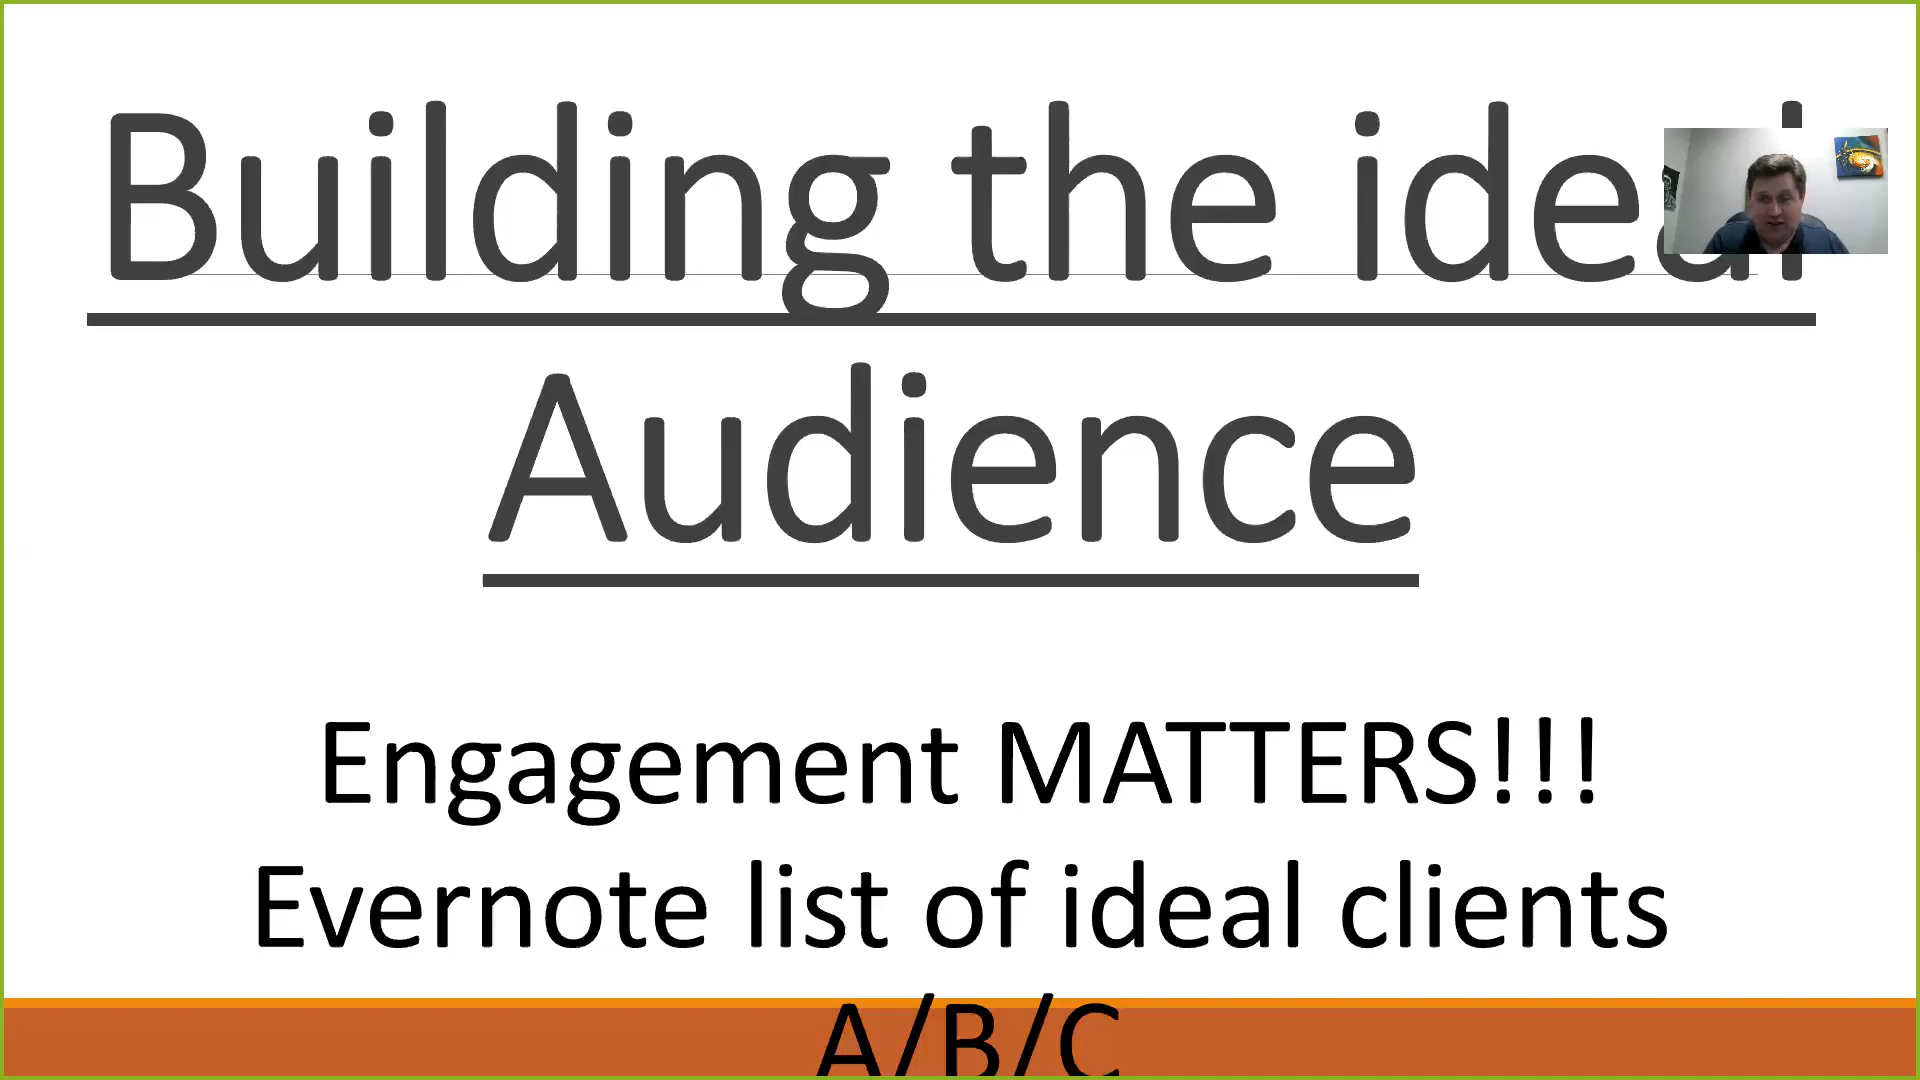 Building the ideal
Audience
Engagement MATTERS!!!
Evernote list of ideal clients
A/B/C